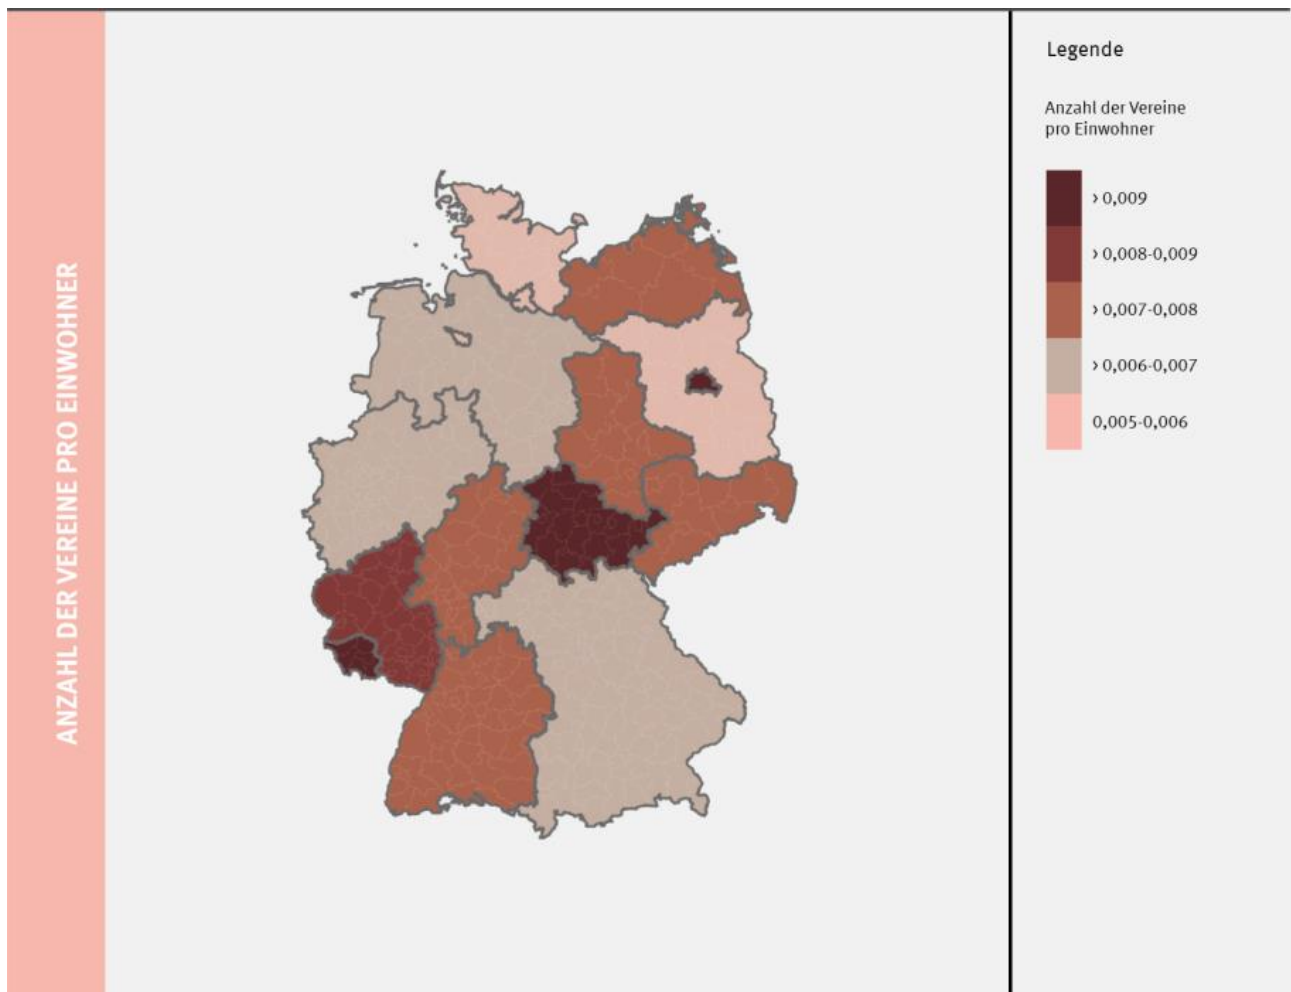 ANZAHL DER VEREINE PRO EINWOHNER
Legende
Anzahl der Vereine
pro Einwohner
> 0,009
> 0,008-0,009
> 0,007-0,008
> 0,006-0,007
0,005-0,006